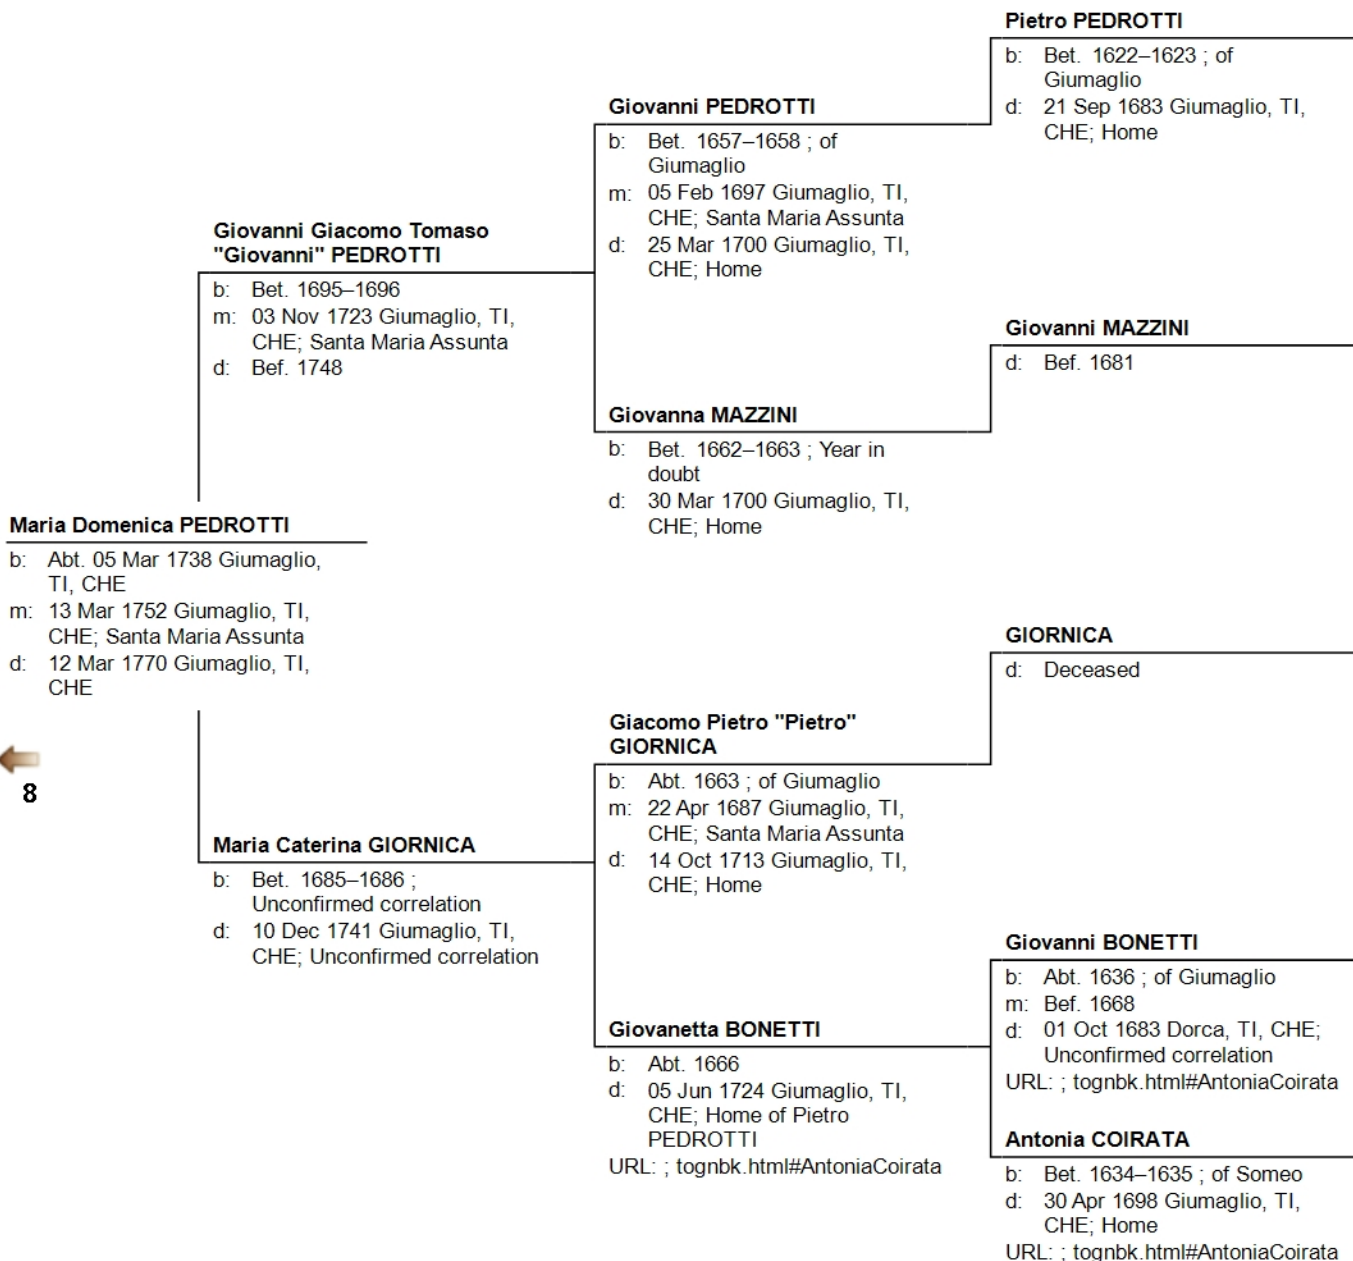 Pietro PEDROTTI
b: Bet. 1622–1623 ; of
Giumaglio
d: 21 Sep 1683 Giumaglio, TI,
CHE; Home
Giovanni PEDROTTI
b: Bet. 1657–1658 ; of
Giumaglio
m: 05 Feb 1697 Giumaglio, TI,
CHE; Santa Maria Assunta
d: 25 Mar 1700 Giumaglio, TI,
CHE; Home
Giovanni Giacomo Tomaso
"Giovanni" PEDROTTI
b: Bet. 1695–1696
m: 03 Nov 1723 Giumaglio, TI,
CHE; Santa Maria Assunta
d: Bef. 1748
Giovanni MAZZINI
d: Bef. 1681
Giovanna MAZZINI
b: Bet. 1662–1663 ; Year in
doubt
d: 30 Mar 1700 Giumaglio, TI,
CHE; Home
Maria Domenica PEDROTTI
b: Abt. 05 Mar 1738 Giumaglio,
TI, CHE
m: 13 Mar 1752 Giumaglio, TI,
CHE; Santa Maria Assunta
d: 12 Mar 1770 Giumaglio, TI,
CHE
8
GIORNICA
d: Deceased
Giacomo Pietro "Pietro"
GIORNICA
b: Abt. 1663 ; of Giumaglio
m: 22 Apr 1687 Giumaglio, TI,
CHE; Santa Maria Assunta
d: 14 Oct 1713 Giumaglio, TI,
CHE; Home
Maria Caterina GIORNICA
b: Bet. 1685–1686 ;
Unconfirmed correlation
d: 10 Dec 1741 Giumaglio, TI,
CHE; Unconfirmed correlation
Giovanni BONETTI
b: Abt. 1636 ; of Giumaglio
m: Bef. 1668
d: 01 Oct 1683 Dorca, TI, CHE;
Unconfirmed correlation
URL: ; tognbk.html#AntoniaCoirata
Giovanetta BONETTI
b: Abt. 1666
d: 05 Jun 1724 Giumaglio, TI,
CHE; Home of Pietro
PEDROTTI
URL: ; tognbk.html#AntoniaCoirata
Antonia COIRATA
b: Bet. 1634–1635 ; of Someo
d: 30 Apr 1698 Giumaglio, TI,
CHE; Home
URL: ; tognbk.html#AntoniaCoirata